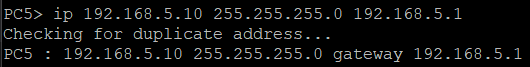 PC5> ip 192.168.5.10 255.255.255.0 192.168.5.1
Checking for duplicate address...
PC5 : 192.168.5.10 255.255.255.0 gateway 192.168.5.1